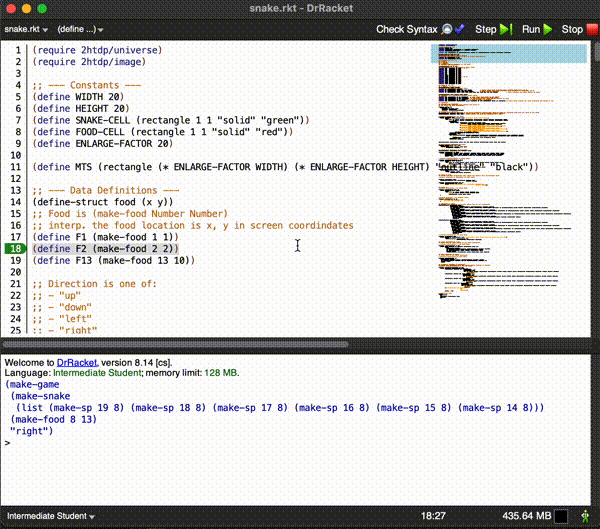 snake.rkt - DrRacket
snake.rkt (define ...) Check Syntax Step Run Stop
1 (require 2htdp/universe)
2 (require 2htdp/image)
3
4 ;; --- Constants ---
5 (define WIDTH 20)
6 (define HEIGHT 20)
7 (define SNAKE-CELL (rectangle 1 1 "solid" "green"))
8 (define FOOD-CELL (rectangle 1 1 "solid" "red"))
9 (define ENLARGE-FACTOR 20)
10
11 (define MTS (rectangle (* ENLARGE-FACTOR WIDTH) (* ENLARGE-FACTOR HEIGHT) "outline" "black"))
12
13 ;; --- Data Definitions ---
14 (define-struct food (x y))
15 ;; Food is (make-food Number Number)
16 ;; interp. the food location is x, y in screen coordindates
17 (define F1 (make-food 1 1))
18 (define F2 (make-food 2 2))
19 (define F13 (make-food 13 10))
20
21 ;; Direction is one of:
22 ;; - "up"
23 ;; - "down"
24 ;; - "left"
25 ;; - "right"
Welcome to DrRacket, version 8.14 [cs].
Language: Intermediate Student; memory limit: 128 MB.
(make-game
(make-snake
(list (make-sp 19 8) (make-sp 18 8) (make-sp 17 8) (make-sp 16 8) (make-sp 15 8) (make-sp 14 8)))
(make-food 8 13)
"right")
>
Intermediate Student 18:27 435.64 MB